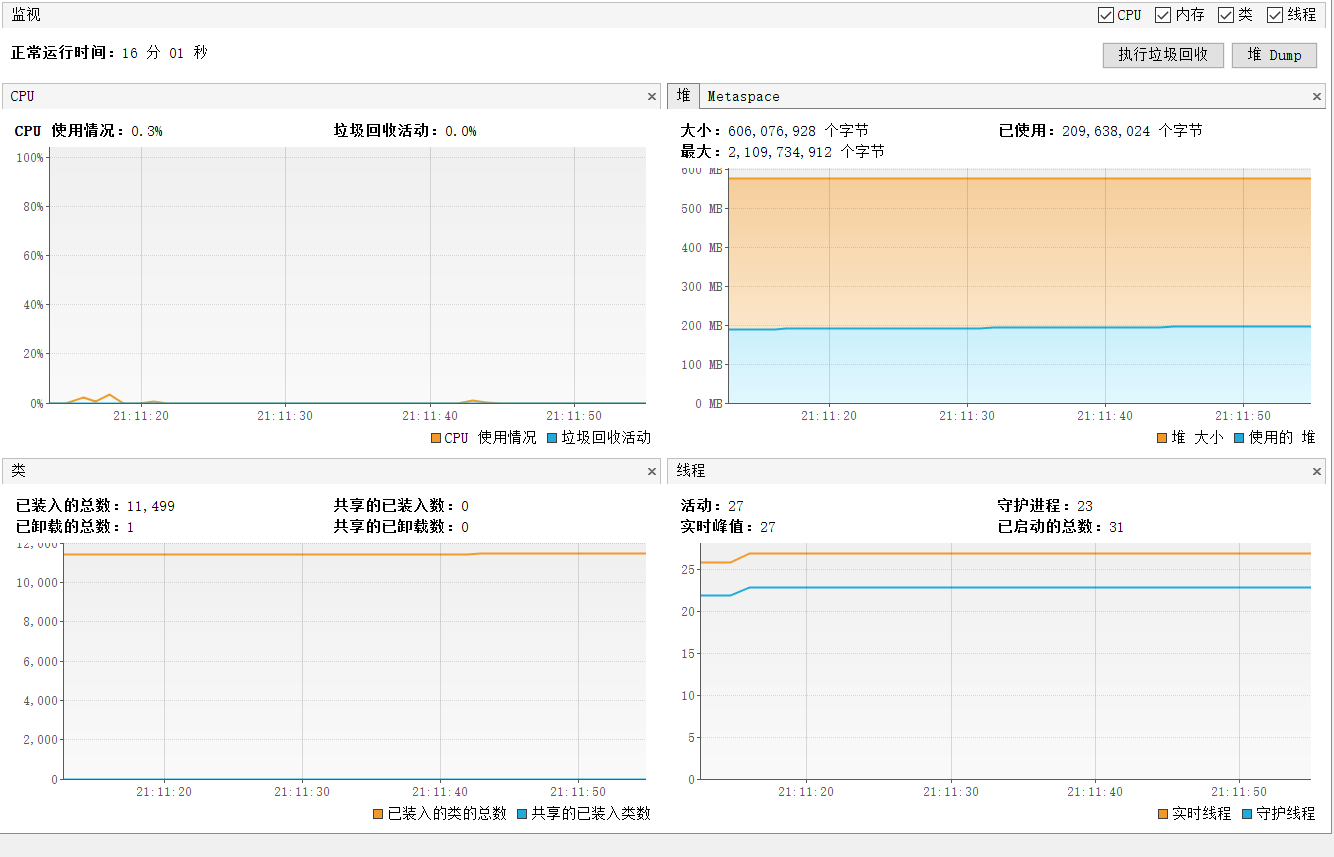 监视
CPU 内存 类 线程
正常运行时间: 16 分 01 秒
执行垃圾回收 堆 Dump
CPU
CPU 使用情况: 0.3% 垃圾回收活动: 0.0%
100%
80%
60%
40%
20%
0%
21:11:20 21:11:30 21:11:40 21:11:50
CPU 使用情况 垃圾回收活动
堆 Metaspace
大小: 606,076,928 个字节 已使用: 209,638,024 个字节
最大: 2,109,734,912 个字节
600 MB
500 MB
400 MB
300 MB
200 MB
100 MB
0 MB
21:11:20 21:11:30 21:11:40 21:11:50
堆 大小 使用的 堆
类
已装入的总数: 11,499 共享的已装入数: 0
已卸载的总数: 1 共享的已卸载数: 0
12,000
10,000
8,000
6,000
4,000
2,000
0
21:11:20 21:11:30 21:11:40 21:11:50
已装入的类的总数 共享的已装入类数
线程
活动: 27 守护进程: 23
实时峰值: 27 已启动的总数: 31
25
20
15
10
5
0
21:11:20 21:11:30 21:11:40 21:11:50
实时线程 守护线程